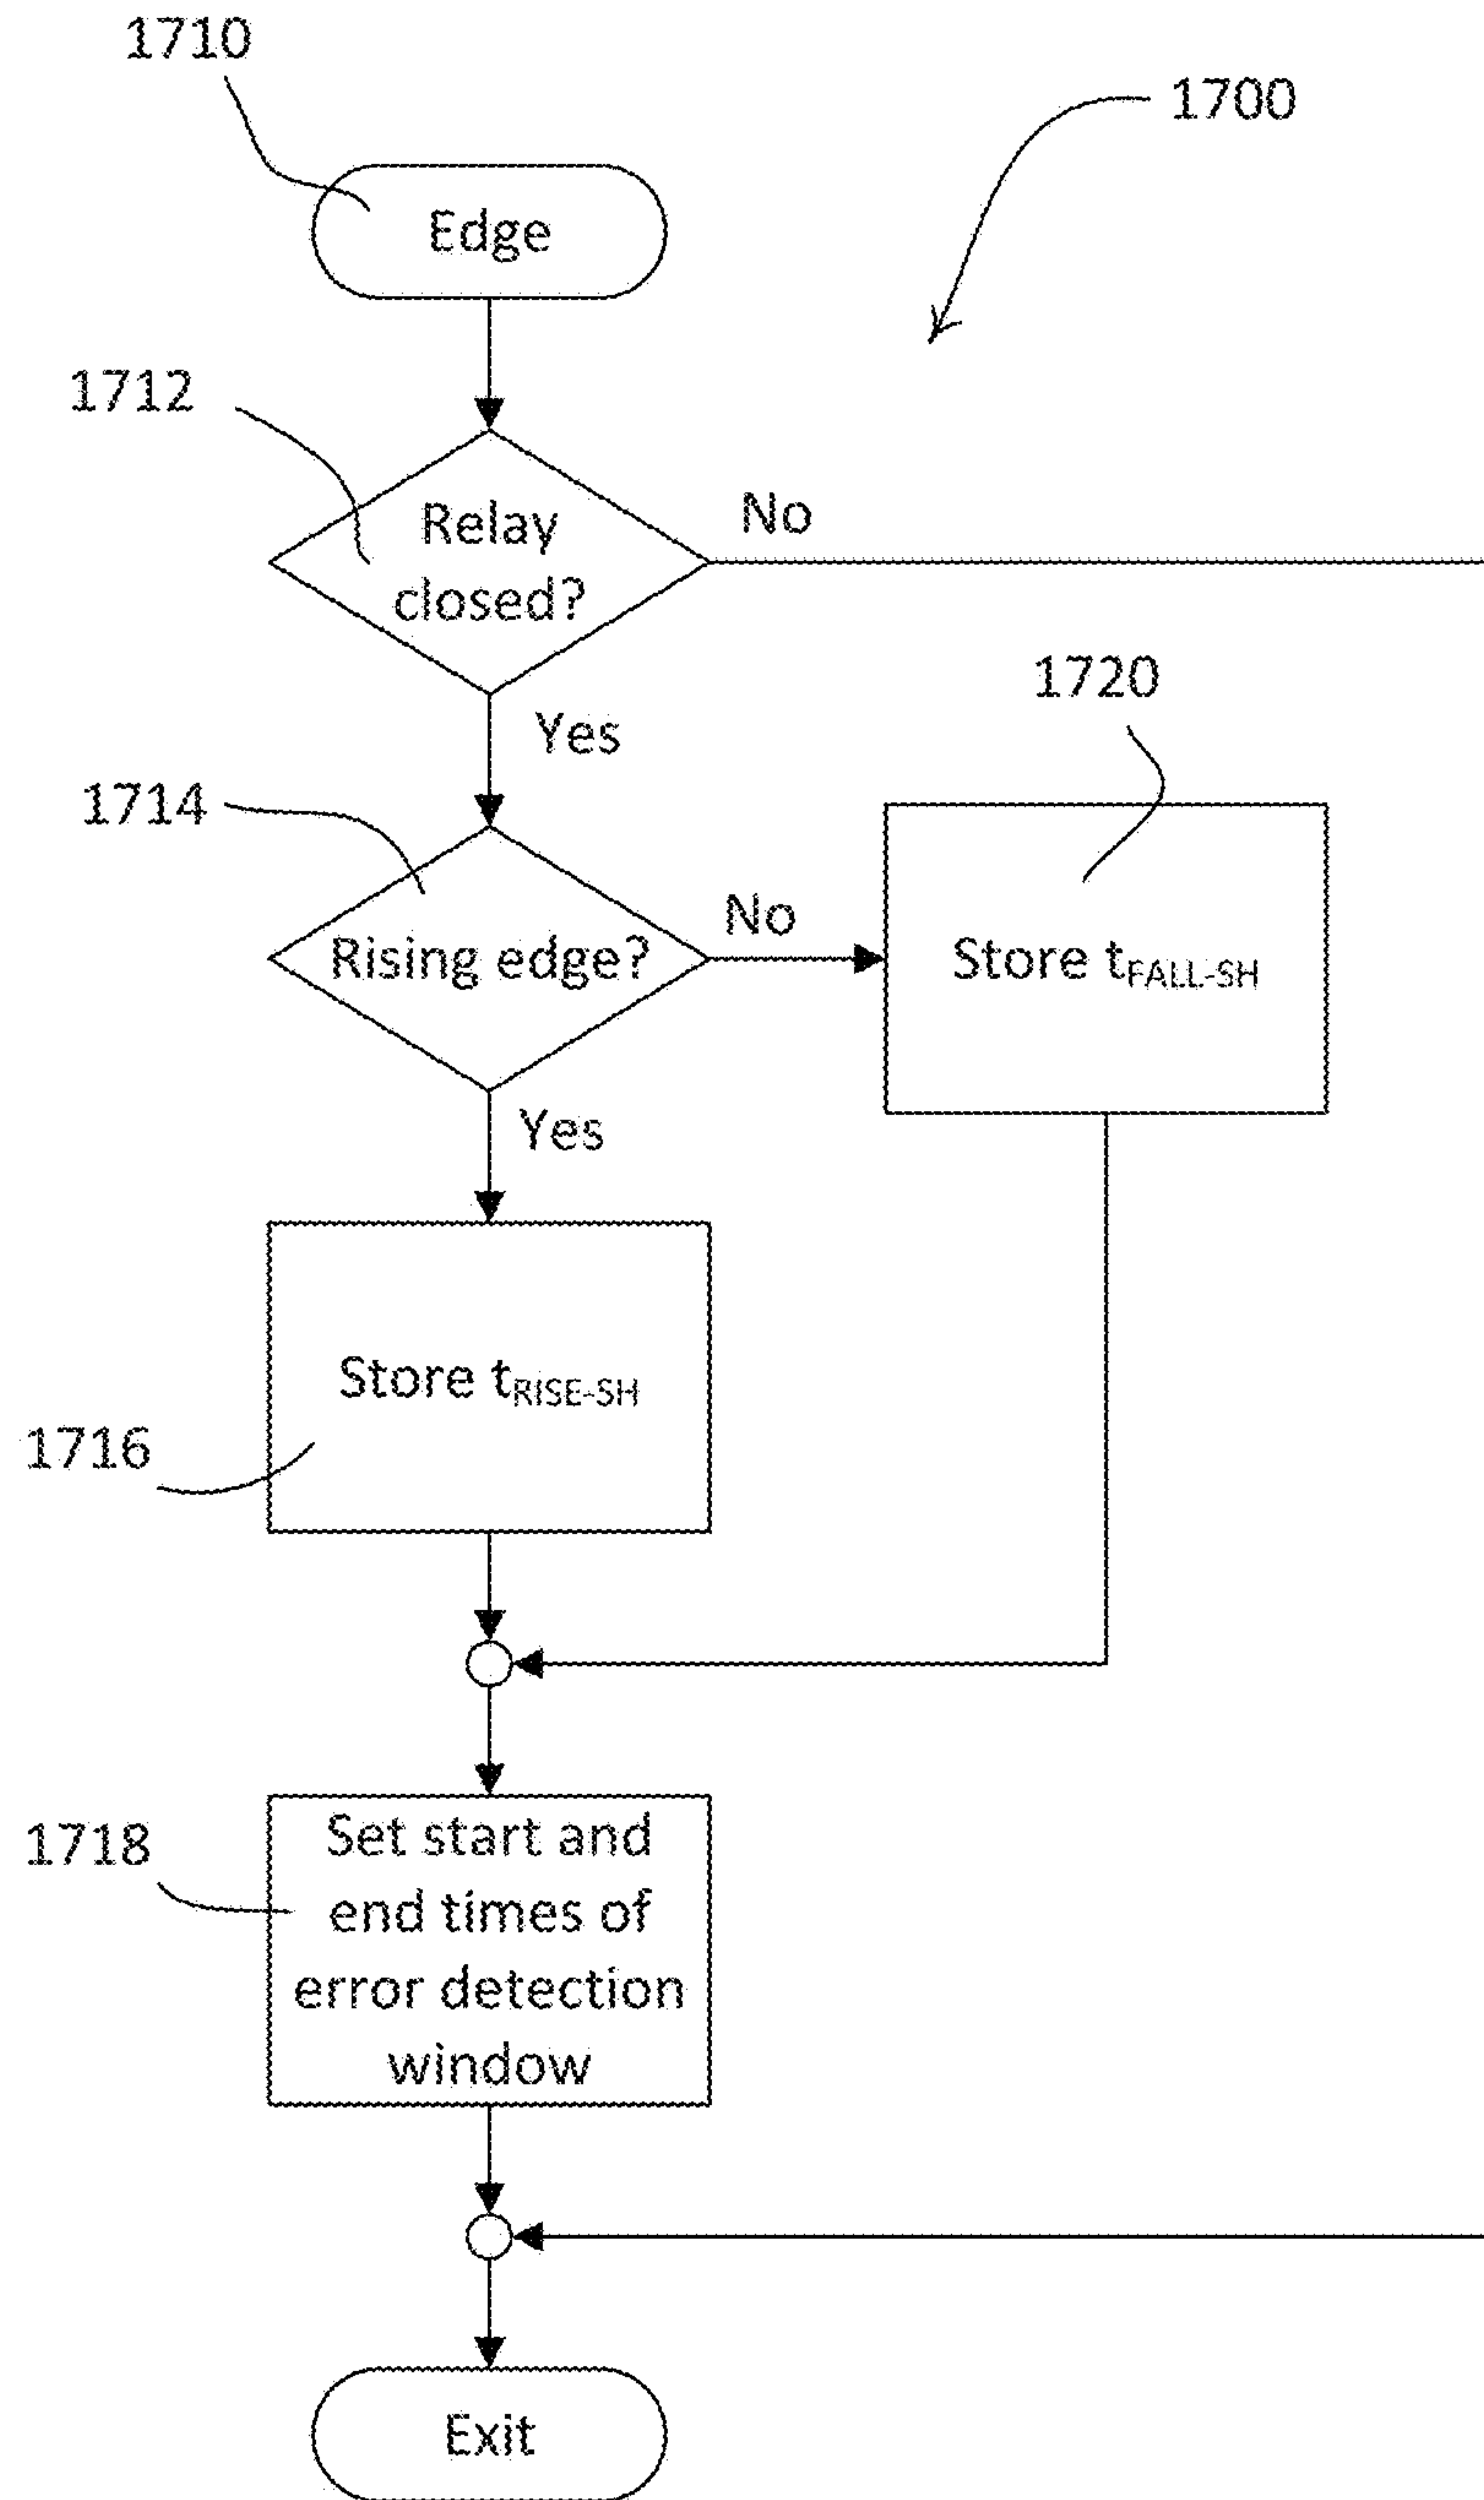 1710
1700
Edge
1712
Relay
closed?
No
Yes
1720
1714
Rising edge?
No
Store tFALL-SH
Yes
Store tRISE-SH
1716
1718
Set start and
end times of
error detection
window
Exit